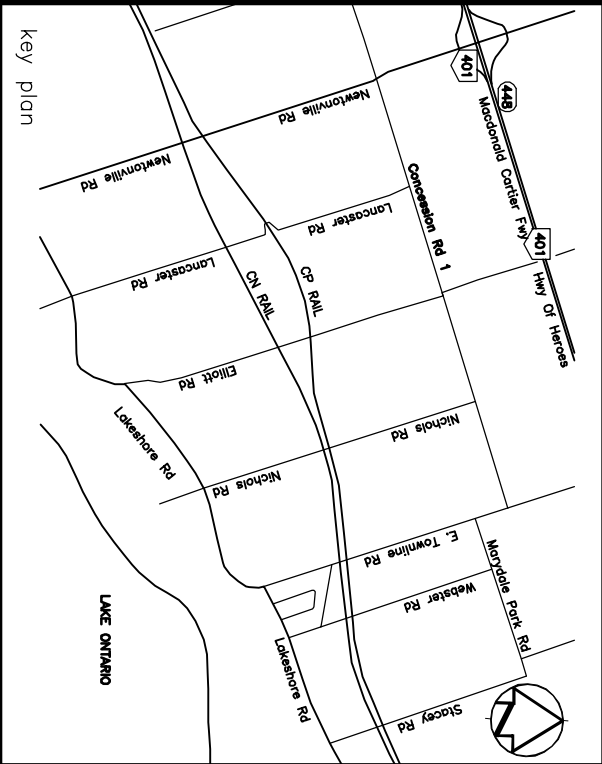 key plan
401
448
Macdonald Cartier Fwy
401
Hwy Of Heroes
Newtonville Rd
Newtonville Rd
Concession Rd 1
Lancaster Rd
Lancaster Rd
CP RAIL
CN RAIL
Elliott Rd
Nichols Rd
Nichols Rd
Lakeshore Rd
E. Townline Rd
Marydale Park Rd
Webster Rd
Lakeshore Rd
Stacey Rd
LAKE ONTARIO
N